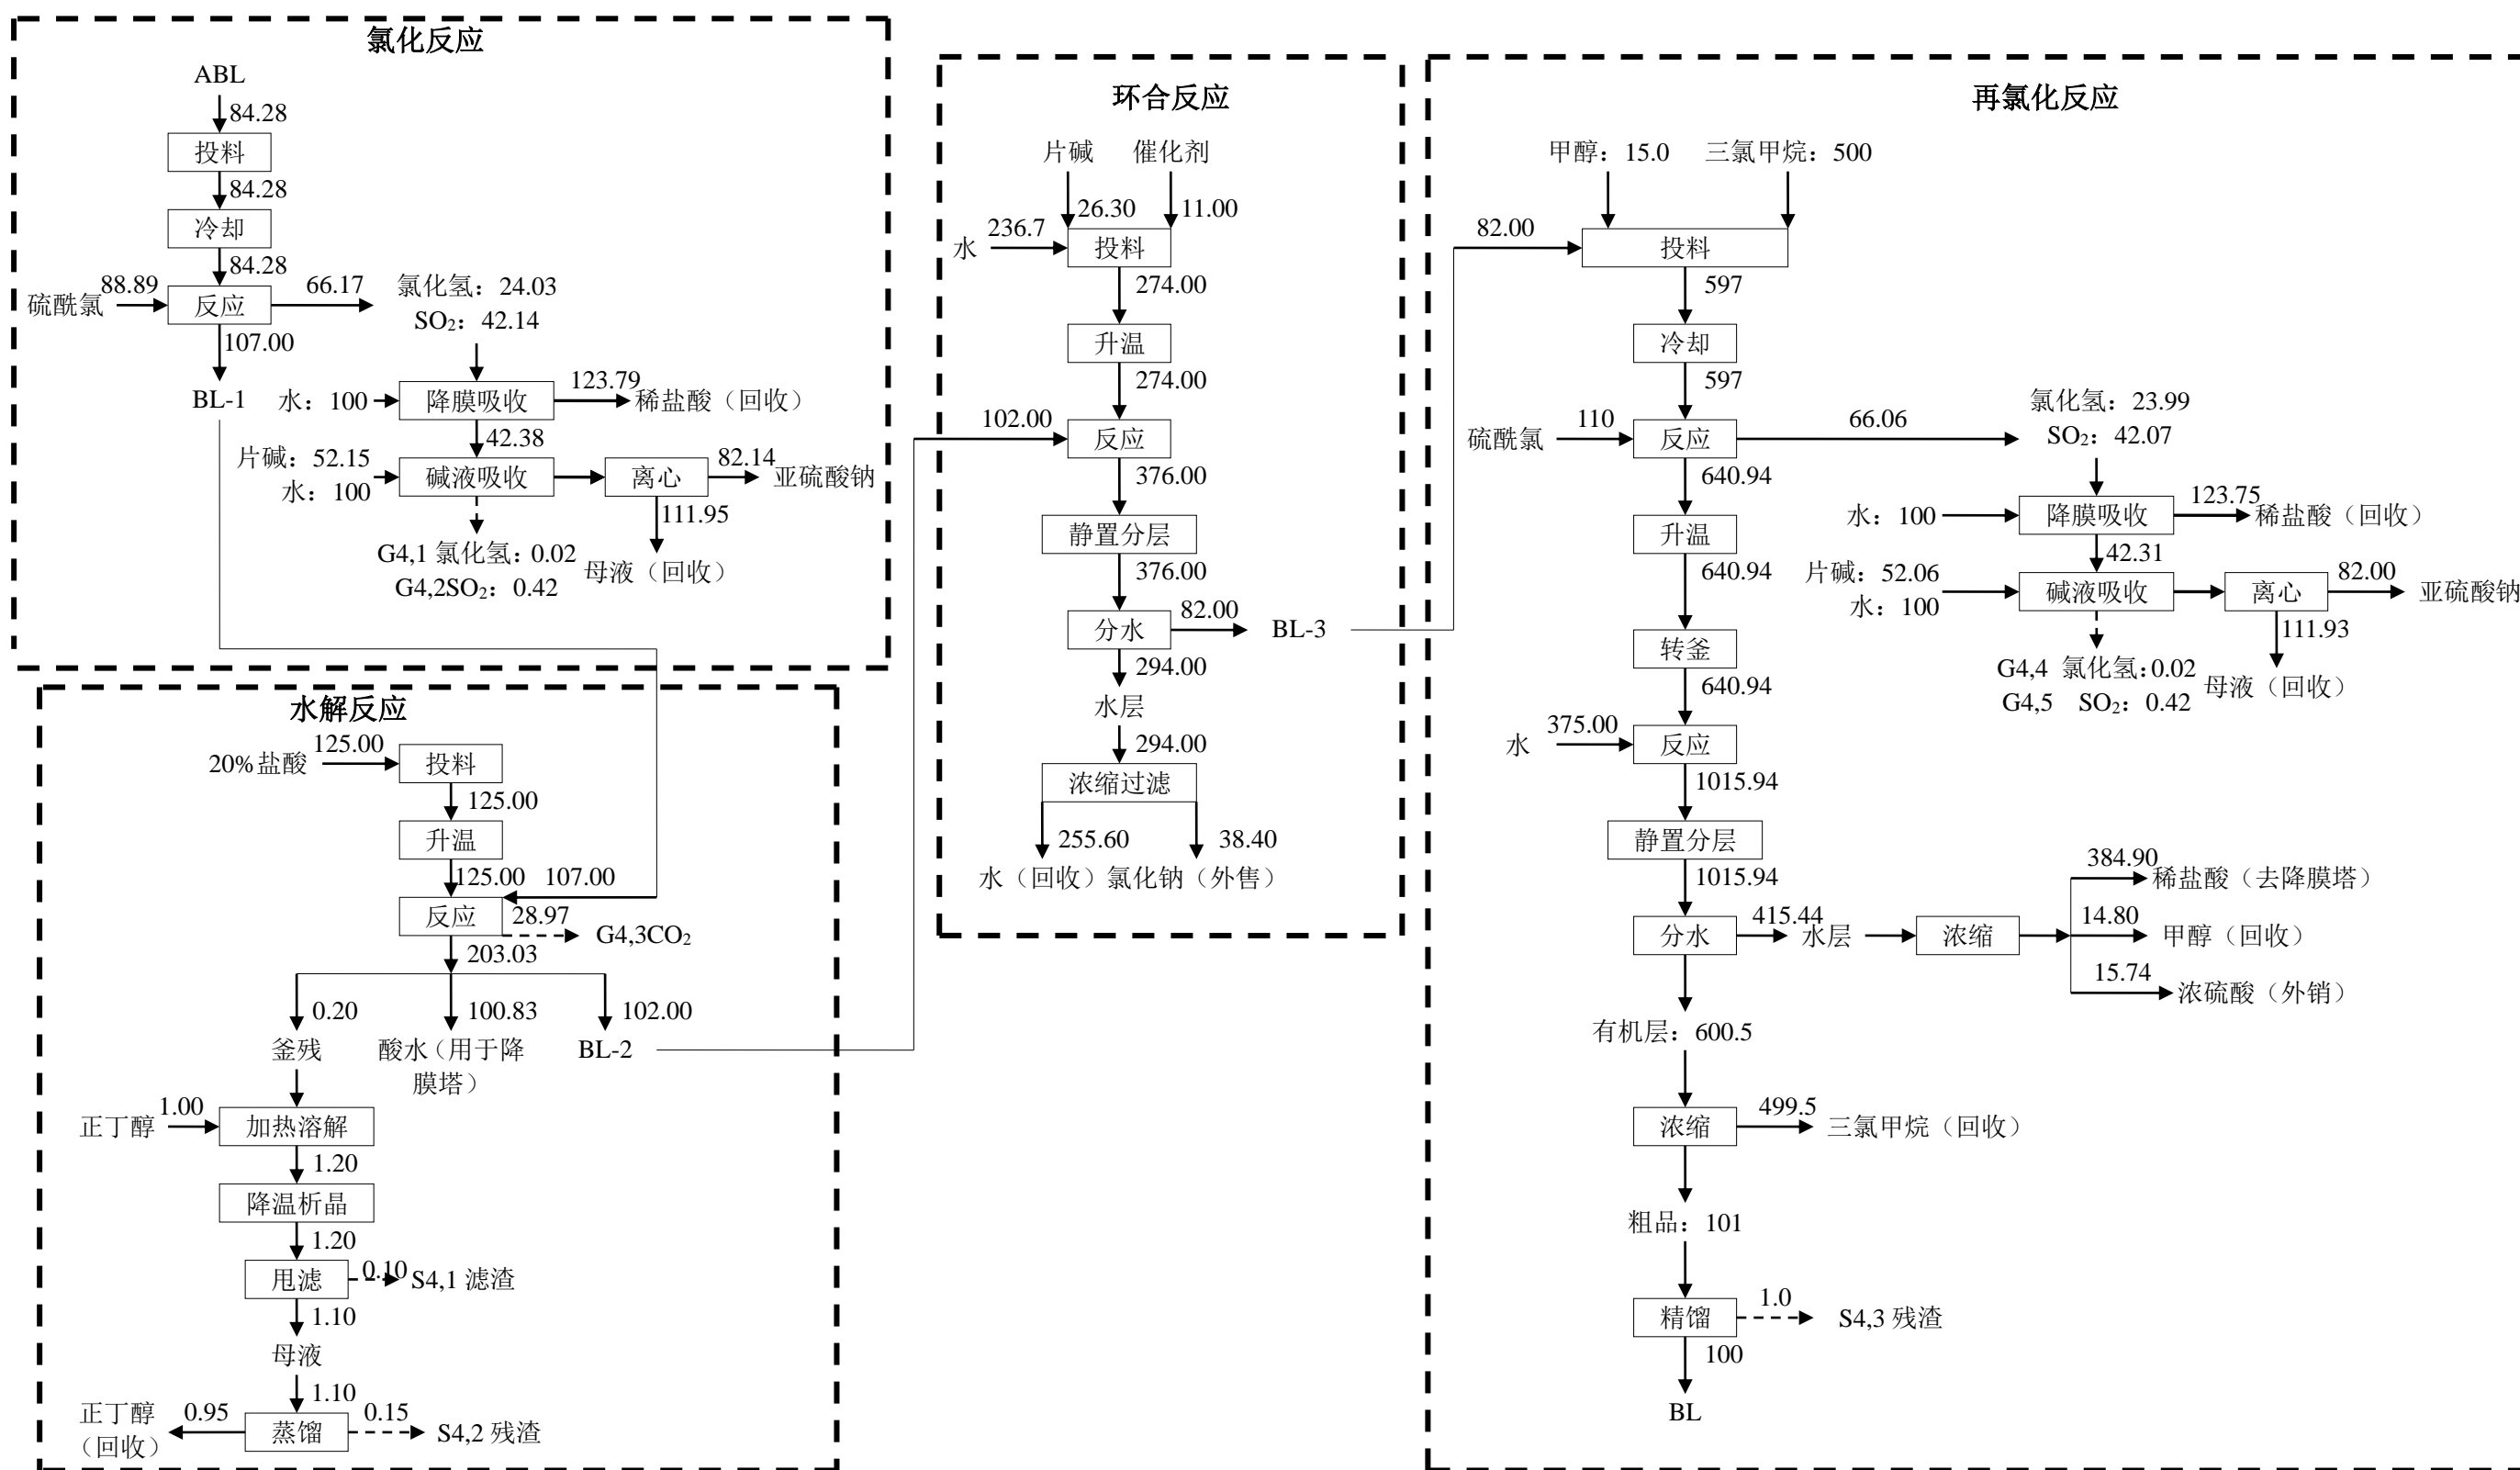 氯化反应
ABL
84.28
投料
84.28
冷却
84.28
硫酰氯
88.89
反应
66.17
氯化氢：24.03
SO₂：42.14
107.00
BL-1
水：100
降膜吸收
123.79
稀盐酸（回收）
42.38
片碱：52.15
水：100
碱液吸收
离心
82.14
亚硫酸钠
111.95
G4,1 氯化氢：0.02
G4,2SO₂：0.42
母液（回收）
水解反应
20%盐酸
125.00
投料
125.00
升温
125.00
107.00
反应
28.97
G4,3CO₂
203.03
0.20
100.83
102.00
釜残
酸水（用于降
膜塔）
BL-2
正丁醇
1.00
加热溶解
1.20
降温析晶
1.20
甩滤
0.10
S4,1 滤渣
1.10
母液
1.10
正丁醇
（回收）
0.95
蒸馏
0.15
S4,2 残渣
环合反应
片碱
催化剂
26.30
11.00
水
236.7
投料
274.00
升温
274.00
102.00
反应
376.00
静置分层
376.00
分水
82.00
BL-3
294.00
水层
294.00
浓缩过滤
255.60
38.40
水（回收）
氯化钠（外售）
再氯化反应
甲醇：15.0
三氯甲烷：500
82.00
投料
597
冷却
597
硫酰氯
110
反应
66.06
氯化氢：23.99
SO₂：42.07
640.94
水：100
降膜吸收
123.75
稀盐酸（回收）
42.31
片碱：52.06
水：100
碱液吸收
离心
82.00
亚硫酸钠
111.93
G4,4 氯化氢：0.02
G4,5 SO₂：0.42
母液（回收）
升温
640.94
转釜
640.94
水
375.00
反应
1015.94
静置分层
1015.94
分水
415.44
水层
浓缩
384.90
稀盐酸（去降膜塔）
14.80
甲醇（回收）
15.74
浓硫酸（外销）
有机层：600.5
浓缩
499.5
三氯甲烷（回收）
粗品：101
精馏
1.0
S4,3 残渣
100
BL